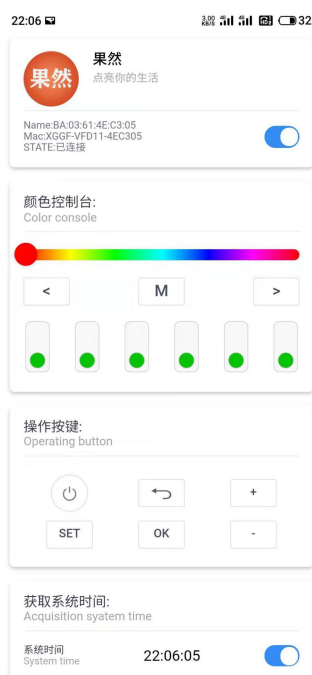 22:06
3.00
KB/S
4G
4G
32
果然
果然
点亮你的生活
Name:BA:03:61:4E:C3:05
Mac:XGGF-VFD11-4EC305
STATE:已连接
颜色控制台:
Color console
< M >
操作按键:
Operating button
+
SET OK -
获取系统时间:
Acquisition syatem time
系统时间
System time
22:06:05